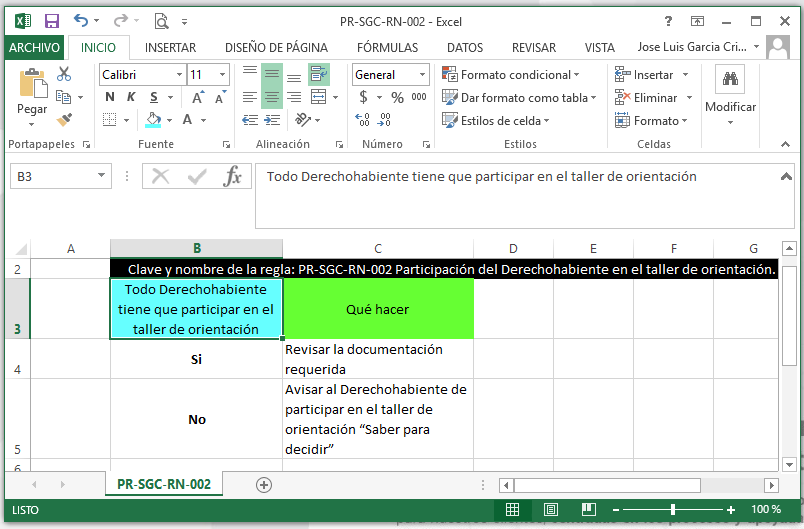 PR-SGC-RN-002 - Excel
ARCHIVO INICIO INSERTAR DISEÑO DE PÁGINA FÓRMULAS DATOS REVISAR VISTA Jose Luis Garcia Cri...
Calibri 11 General Formato condicional Insertar
Pegar N K S A A $ % 000 Dar formato como tabla Eliminar Modificar
A Estilos de celda Formato
Portapapeles Fuente Alineación Número Estilos Celdas
B3 fx Todo Derechohabiente tiene que participar en el taller de orientación
A B C D E F G
2 Clave y nombre de la regla: PR-SGC-RN-002 Participación del Derechohabiente en el taller de orientación.
Todo Derechohabiente
tiene que participar en el
taller de orientación
Qué hacer
3
Si
Revisar la documentación
requerida
4
No
Avisar al Derechohabiente de
participar en el taller de
orientación “Saber para
decidir”
5
6
PR-SGC-RN-002
LISTO 100 %